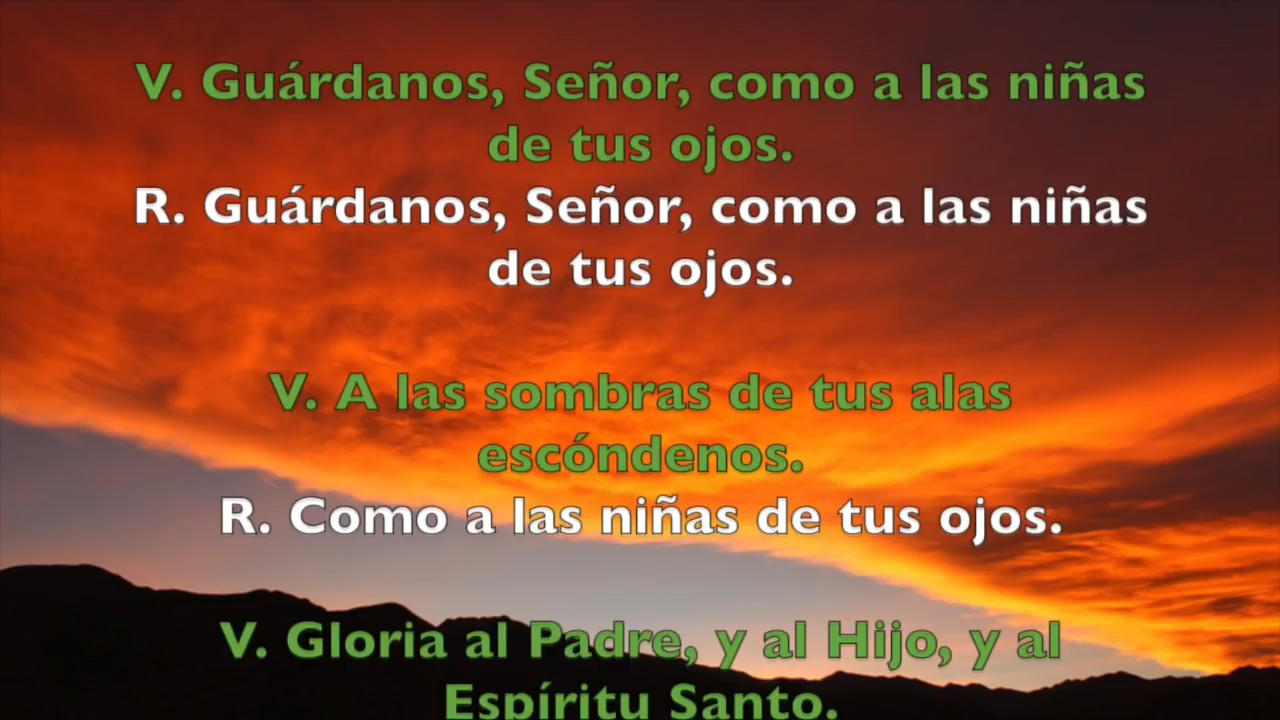 V. Guárdanos, Señor, como a las niñas
de tus ojos.
R. Guárdanos, Señor, como a las niñas
de tus ojos.
V. A las sombras de tus alas
escóndenos.
R. Como a las niñas de tus ojos.
V. Gloria al Padre, y al Hijo, y al
Espíritu Santo.